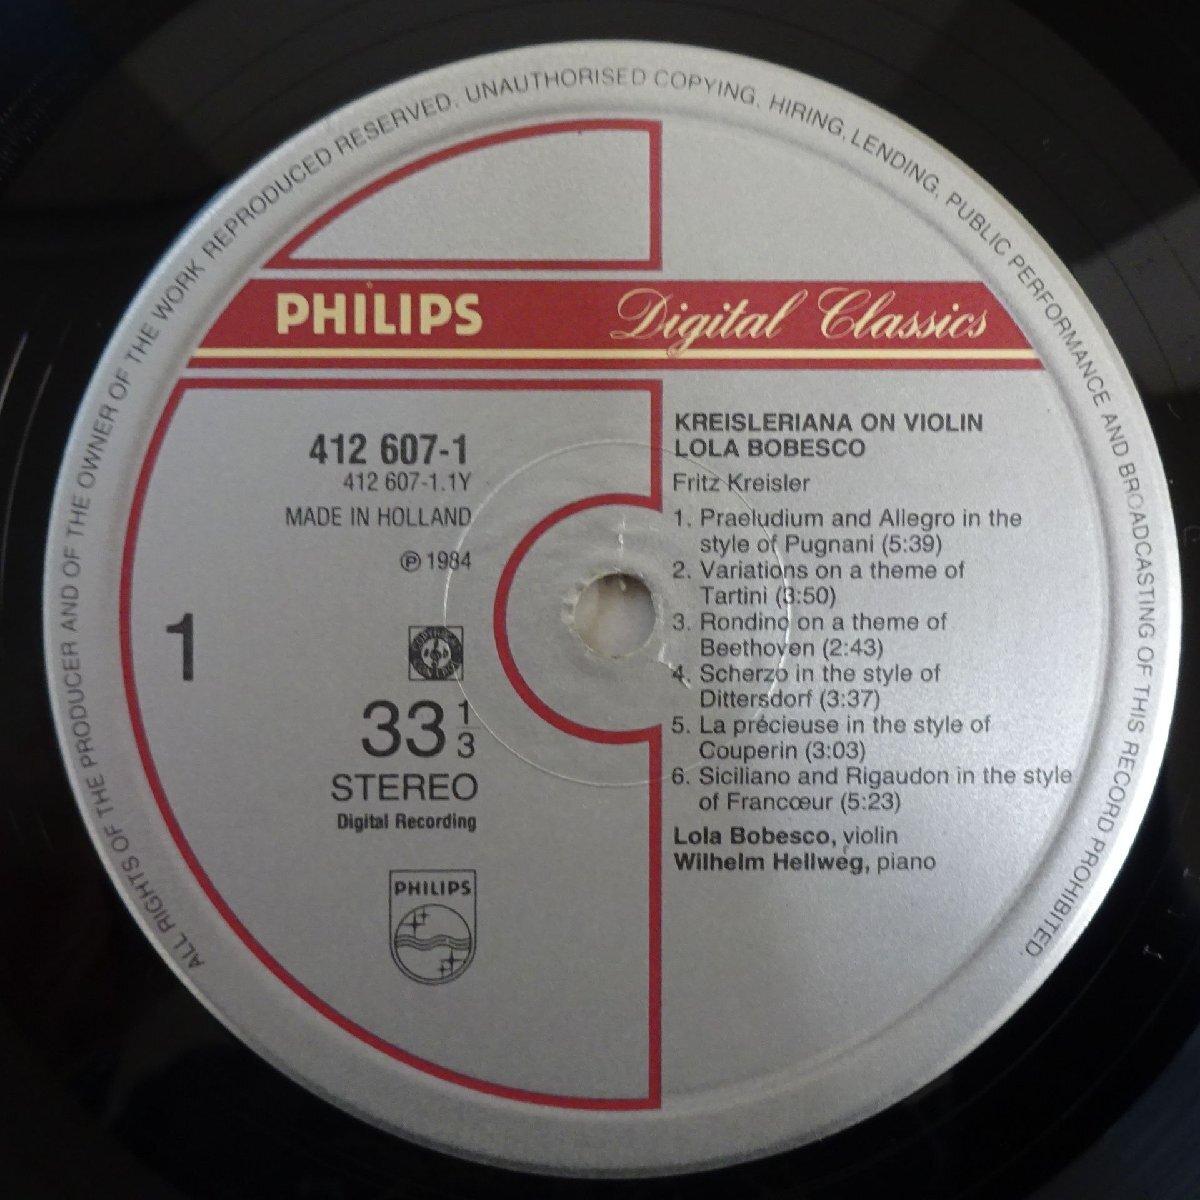 ALL RIGHTS OF THE PRODUCER AND OF THE OWNER OF THE WORK REPRODUCED RESERVED. UNAUTHORISED COPYING, HIRING, LENDING, PUBLIC PERFORMANCE AND BROADCASTING OF THIS RECORD PROHIBITED.
PHILIPS Digital Classics
412 607-1
412 607-1.1Y
MADE IN HOLLAND
℗ 1984
1
33 1/3
STEREO
Digital Recording
PHILIPS
KREISLERIANA ON VIOLIN
LOLA BOBESCO
Fritz Kreisler
1. Praeludium and Allegro in the
style of Pugnani (5:39)
2. Variations on a theme of
Tartini (3:50)
3. Rondino on a theme of
Beethoven (2:43)
4. Scherzo in the style of
Dittersdorf (3:37)
5. La précieuse in the style of
Couperin (3:03)
6. Siciliano and Rigaudon in the style
of Francœur (5:23)
Lola Bobesco, violin
Wilhelm Hellweg, piano